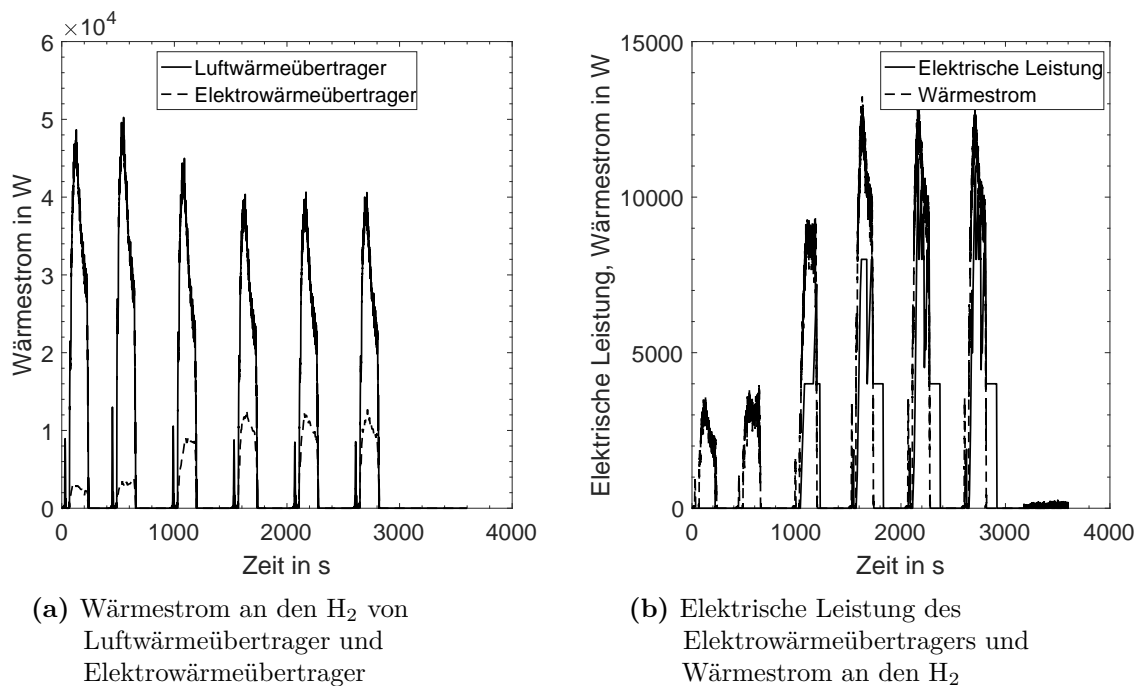 ×10⁴
6
5
4
3
2
1
0
Wärmestrom in W
Luftwärmeübertrager
Elektrowärmeübertrager
0 1000 2000 3000 4000
Zeit in s
(a) Wärmestrom an den H₂ von
Luftwärmeübertrager und
Elektrowärmeübertrager
15000
10000
5000
0
Elektrische Leistung, Wärmestrom in W
Elektrische Leistung
Wärmestrom
0 1000 2000 3000 4000
Zeit in s
(b) Elektrische Leistung des
Elektrowärmeübertragers und
Wärmestrom an den H₂